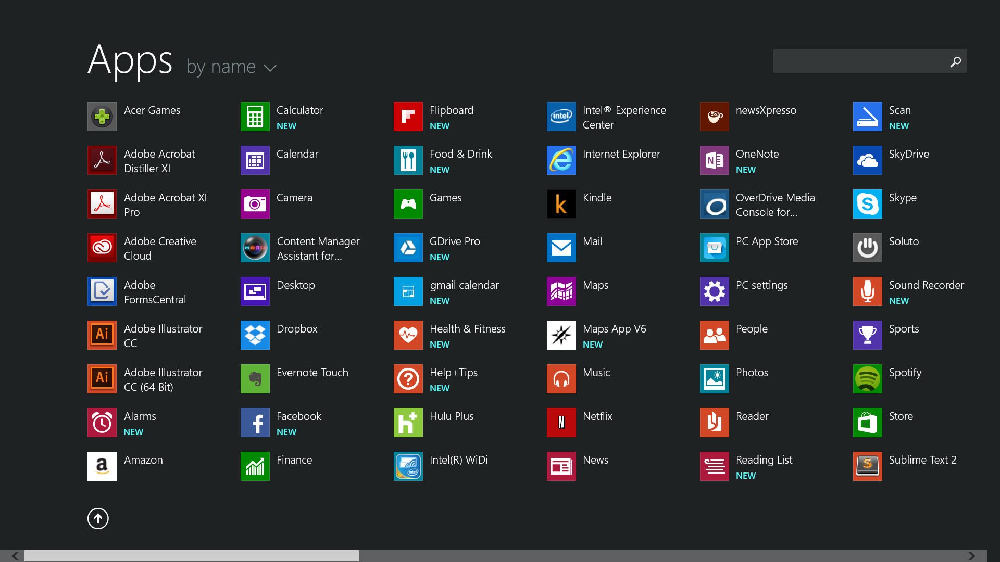 Apps by name
Acer Games
Adobe Acrobat
Distiller XI
Adobe Acrobat XI
Pro
Adobe Creative
Cloud
Adobe
FormsCentral
Ai
Adobe Illustrator
CC
Ai
Adobe Illustrator
CC (64 Bit)
Alarms
NEW
a
Amazon
Calculator
NEW
Calendar
Camera
Content Manager
Assistant for...
Desktop
Dropbox
Evernote Touch
f
Facebook
NEW
Finance
Flipboard
NEW
Food & Drink
NEW
Games
GDrive Pro
NEW
gmail calendar
NEW
Health & Fitness
NEW
?
Help+Tips
NEW
h+
Hulu Plus
intel
Intel(R) WiDi
intel
Intel® Experience
Center
e
Internet Explorer
k
Kindle
Mail
Maps
Maps App V6
NEW
Music
N
Netflix
News
newsXpresso
N
OneNote
NEW
O
OverDrive Media
Console for...
PC App Store
PC settings
People
Photos
Reader
Reading List
NEW
Scan
NEW
SkyDrive
S
Skype
Soluto
Sound Recorder
NEW
Sports
Spotify
Store
S
Sublime Text 2